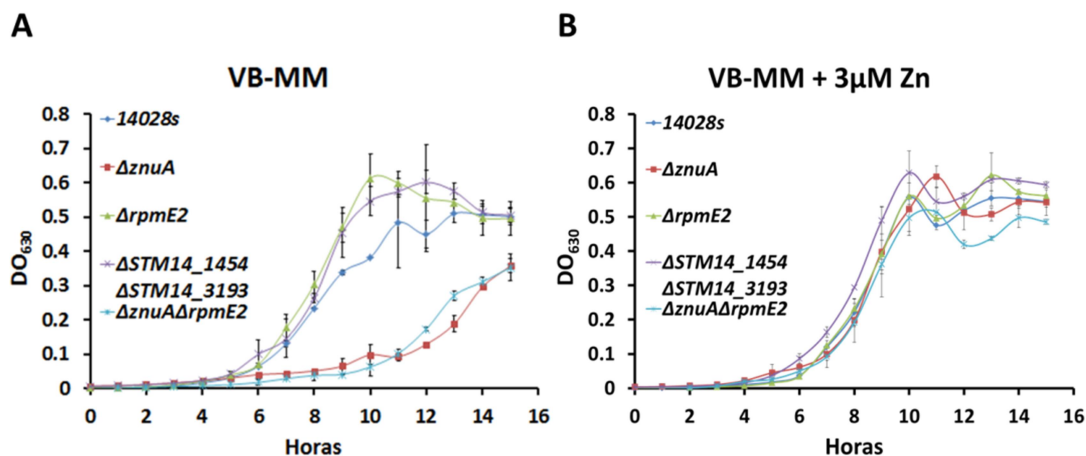 A
VB-MM
DO630
0.8
0.7
0.6
0.5
0.4
0.3
0.2
0.1
0
14028s
ΔznuA
ΔrpmE2
ΔSTM14_1454
ΔSTM14_3193
ΔznuAΔrpmE2
0 2 4 6 8 10 12 14 16
Horas
B
VB-MM + 3µM Zn
DO630
0.8
0.7
0.6
0.5
0.4
0.3
0.2
0.1
0
14028s
ΔznuA
ΔrpmE2
ΔSTM14_1454
ΔSTM14_3193
ΔznuAΔrpmE2
0 2 4 6 8 10 12 14 16
Horas